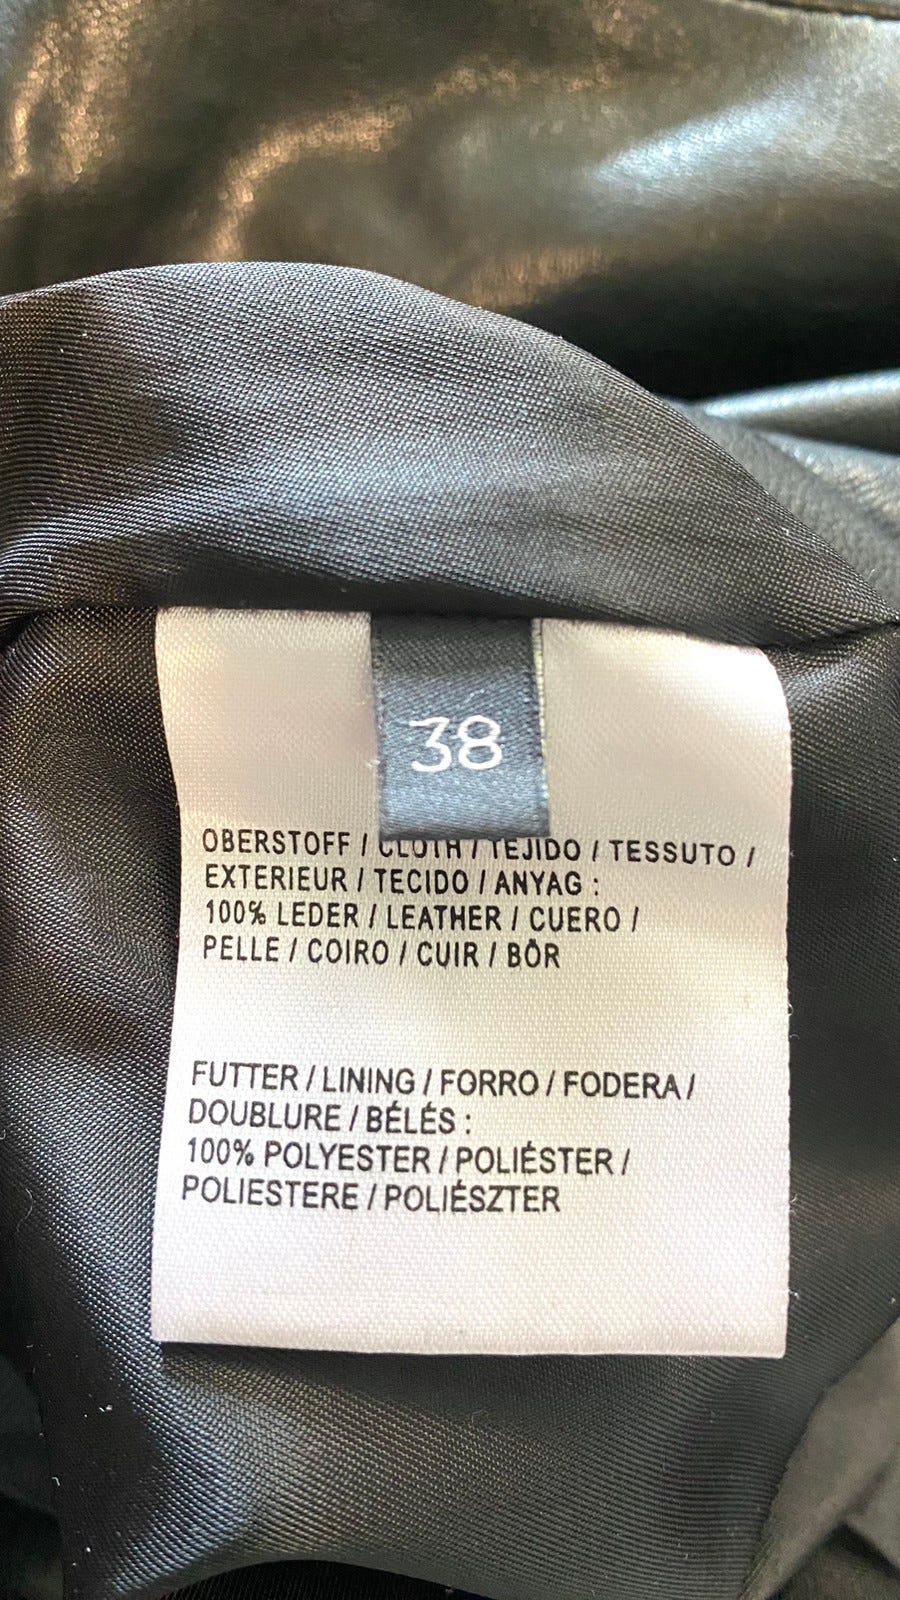 38
OBERSTOFF / CLOTH / TEJIDO / TESSUTO /
EXTERIEUR / TECIDO / ANYAG :
100% LEDER / LEATHER / CUERO /
PELLE / COIRO / CUIR / BÔR
FUTTER / LINING / FORRO / FODERA /
DOUBLURE / BÉLÉS :
100% POLYESTER / POLIÉSTER /
POLIESTERE / POLIÉSZTER